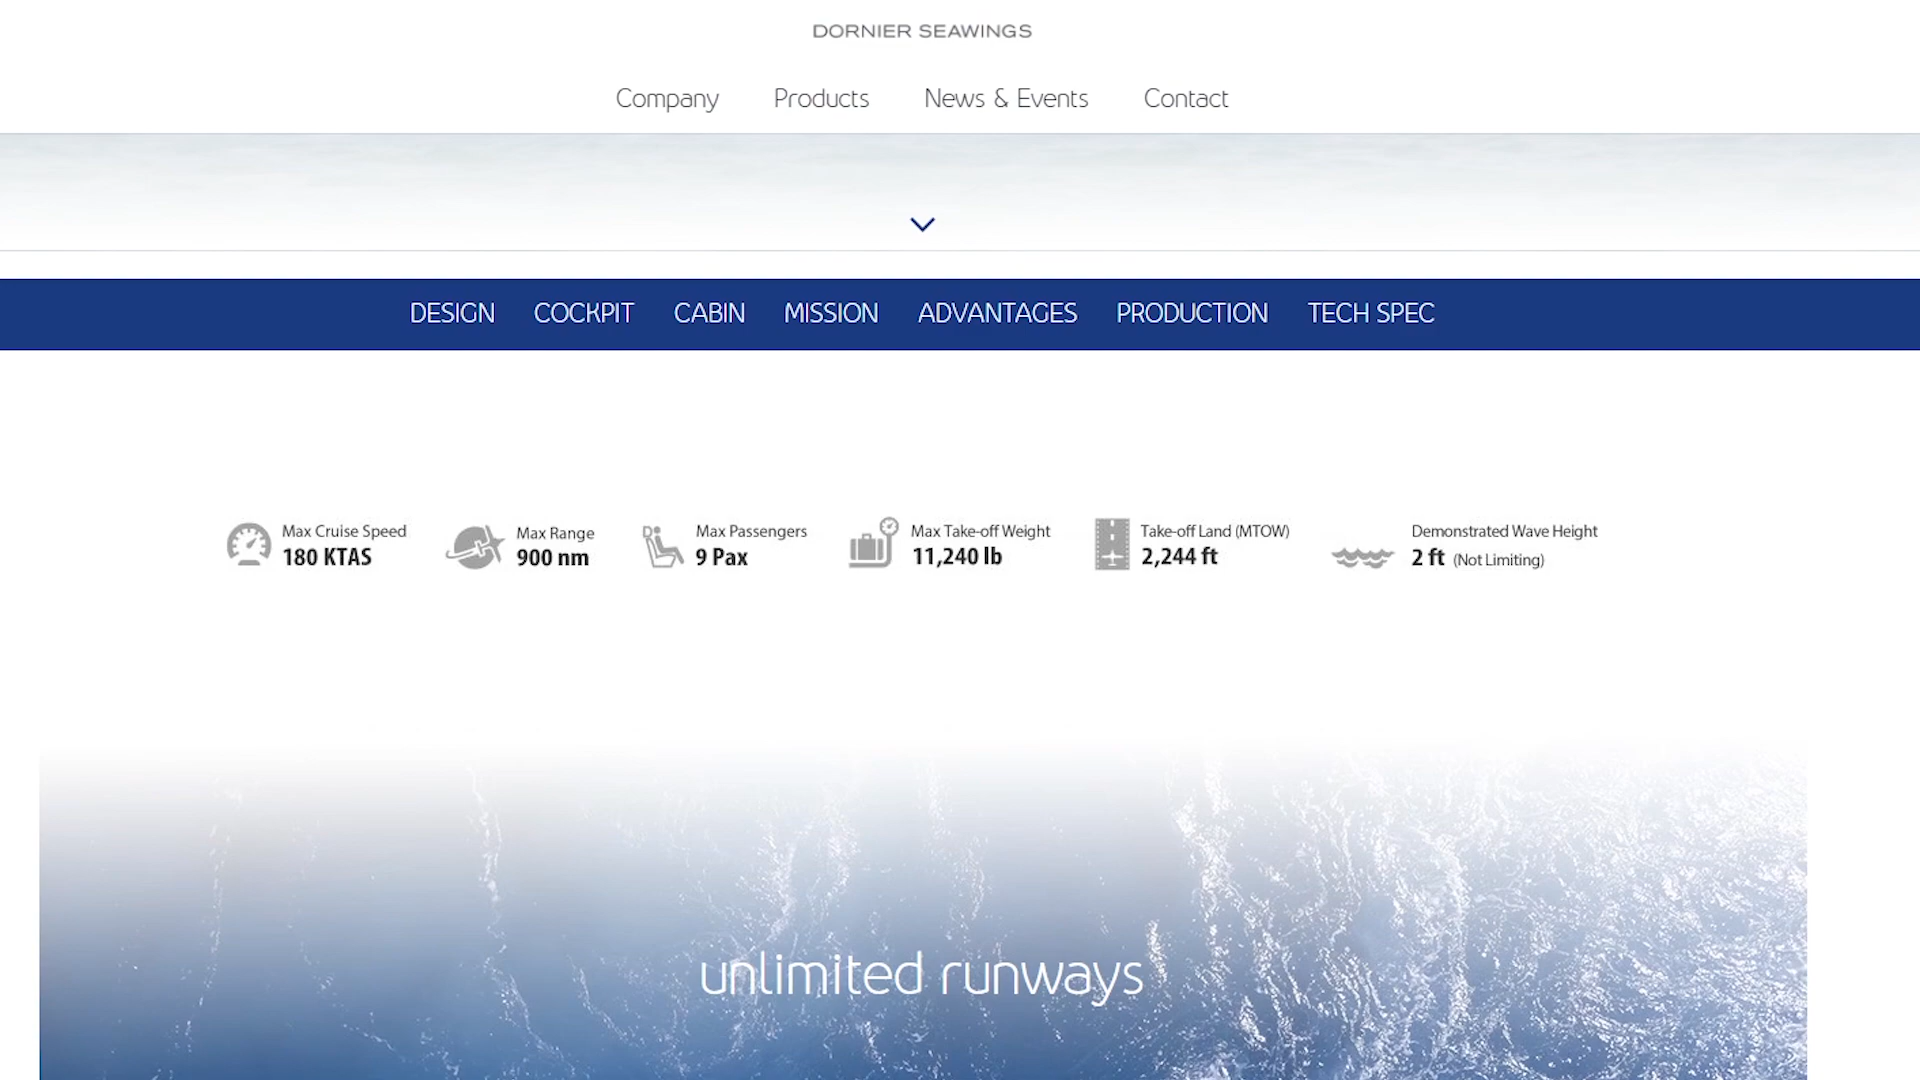 DORNIER SEAWINGS
Company Products News & Events Contact
DESIGN COCKPIT CABIN MISSION ADVANTAGES PRODUCTION TECH SPEC
Max Cruise Speed
180 KTAS
Max Range
900 nm
Max Passengers
9 Pax
Max Take-off Weight
11,240 lb
Take-off Land (MTOW)
2,244 ft
Demonstrated Wave Height
2 ft (Not Limiting)
unlimited runways